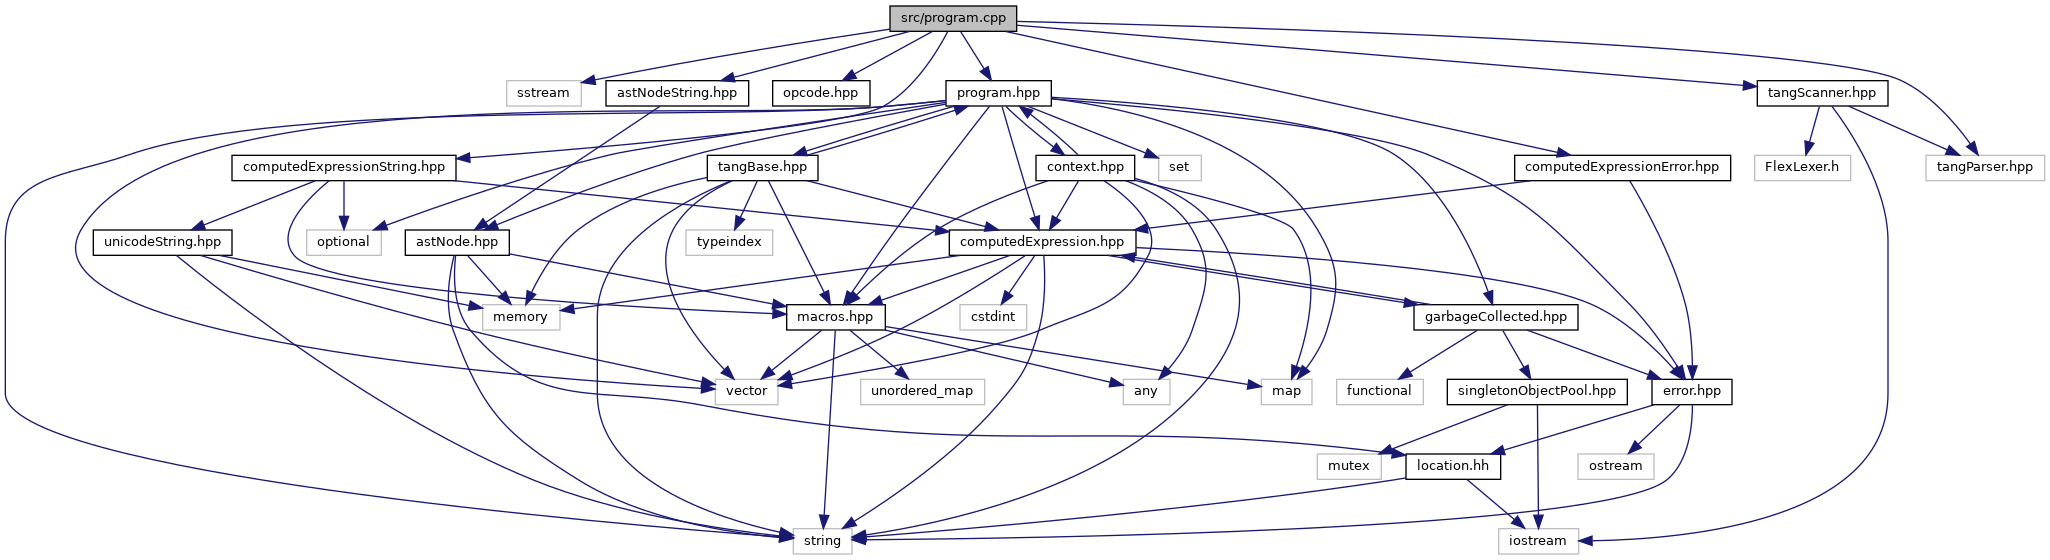 src/program.cpp
sstream
astNodeString.hpp
opcode.hpp
program.hpp
tangScanner.hpp
computedExpressionString.hpp
tangBase.hpp
context.hpp
set
computedExpressionError.hpp
FlexLexer.h
tangParser.hpp
unicodeString.hpp
optional
astNode.hpp
typeindex
computedExpression.hpp
memory
macros.hpp
cstdint
garbageCollected.hpp
vector
unordered_map
any
map
functional
singletonObjectPool.hpp
error.hpp
mutex
location.hh
ostream
string
iostream